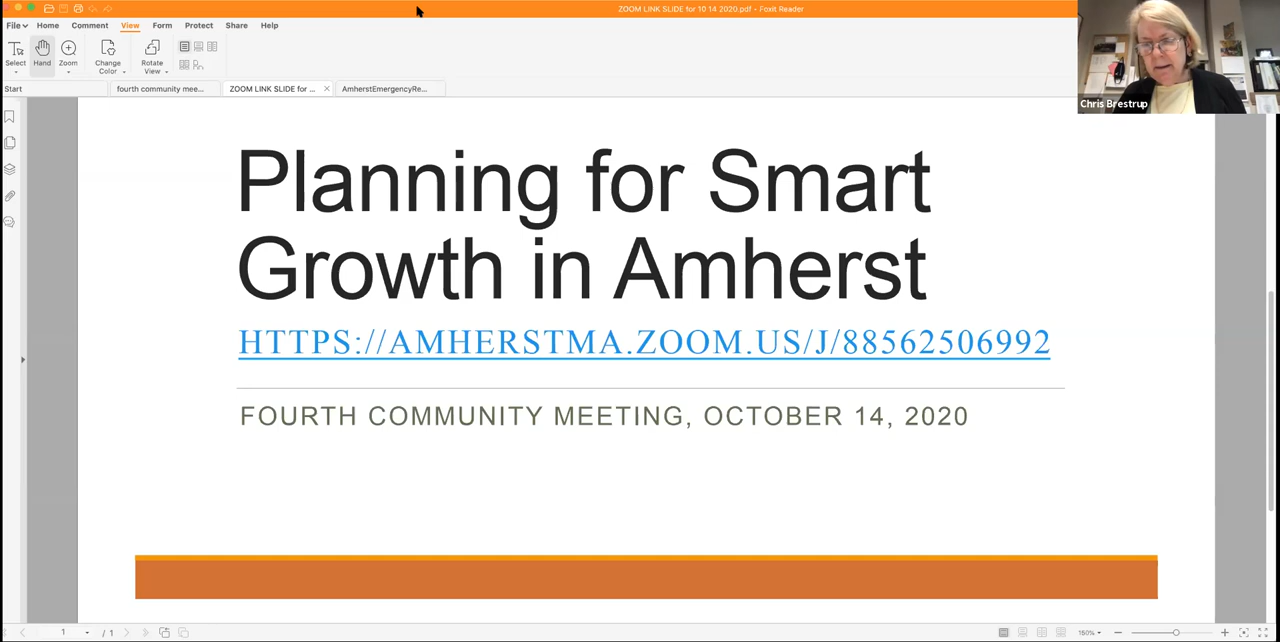 ZOOM LINK SLIDE for 10 14 2020.pdf - Foxit Reader
File Home Comment View Form Protect Share Help
Select Hand Zoom Change Color Rotate View
Start fourth community mee... ZOOM LINK SLIDE for ... AmherstEmergencyRe...
Chris Brestrup
Planning for Smart
Growth in Amherst
HTTPS://AMHERSTMA.ZOOM.US/J/88562506992
FOURTH COMMUNITY MEETING, OCTOBER 14, 2020
1 / 1 150%